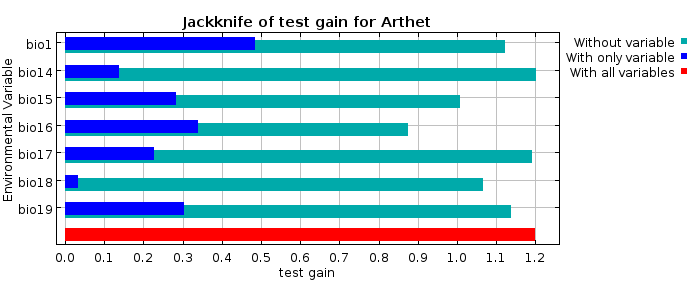 Jackknife of test gain for Arthet
Environmental Variable
bio1
bio14
bio15
bio16
bio17
bio18
bio19
0.0 0.1 0.2 0.3 0.4 0.5 0.6 0.7 0.8 0.9 1.0 1.1 1.2
test gain
Without variable
With only variable
With all variables